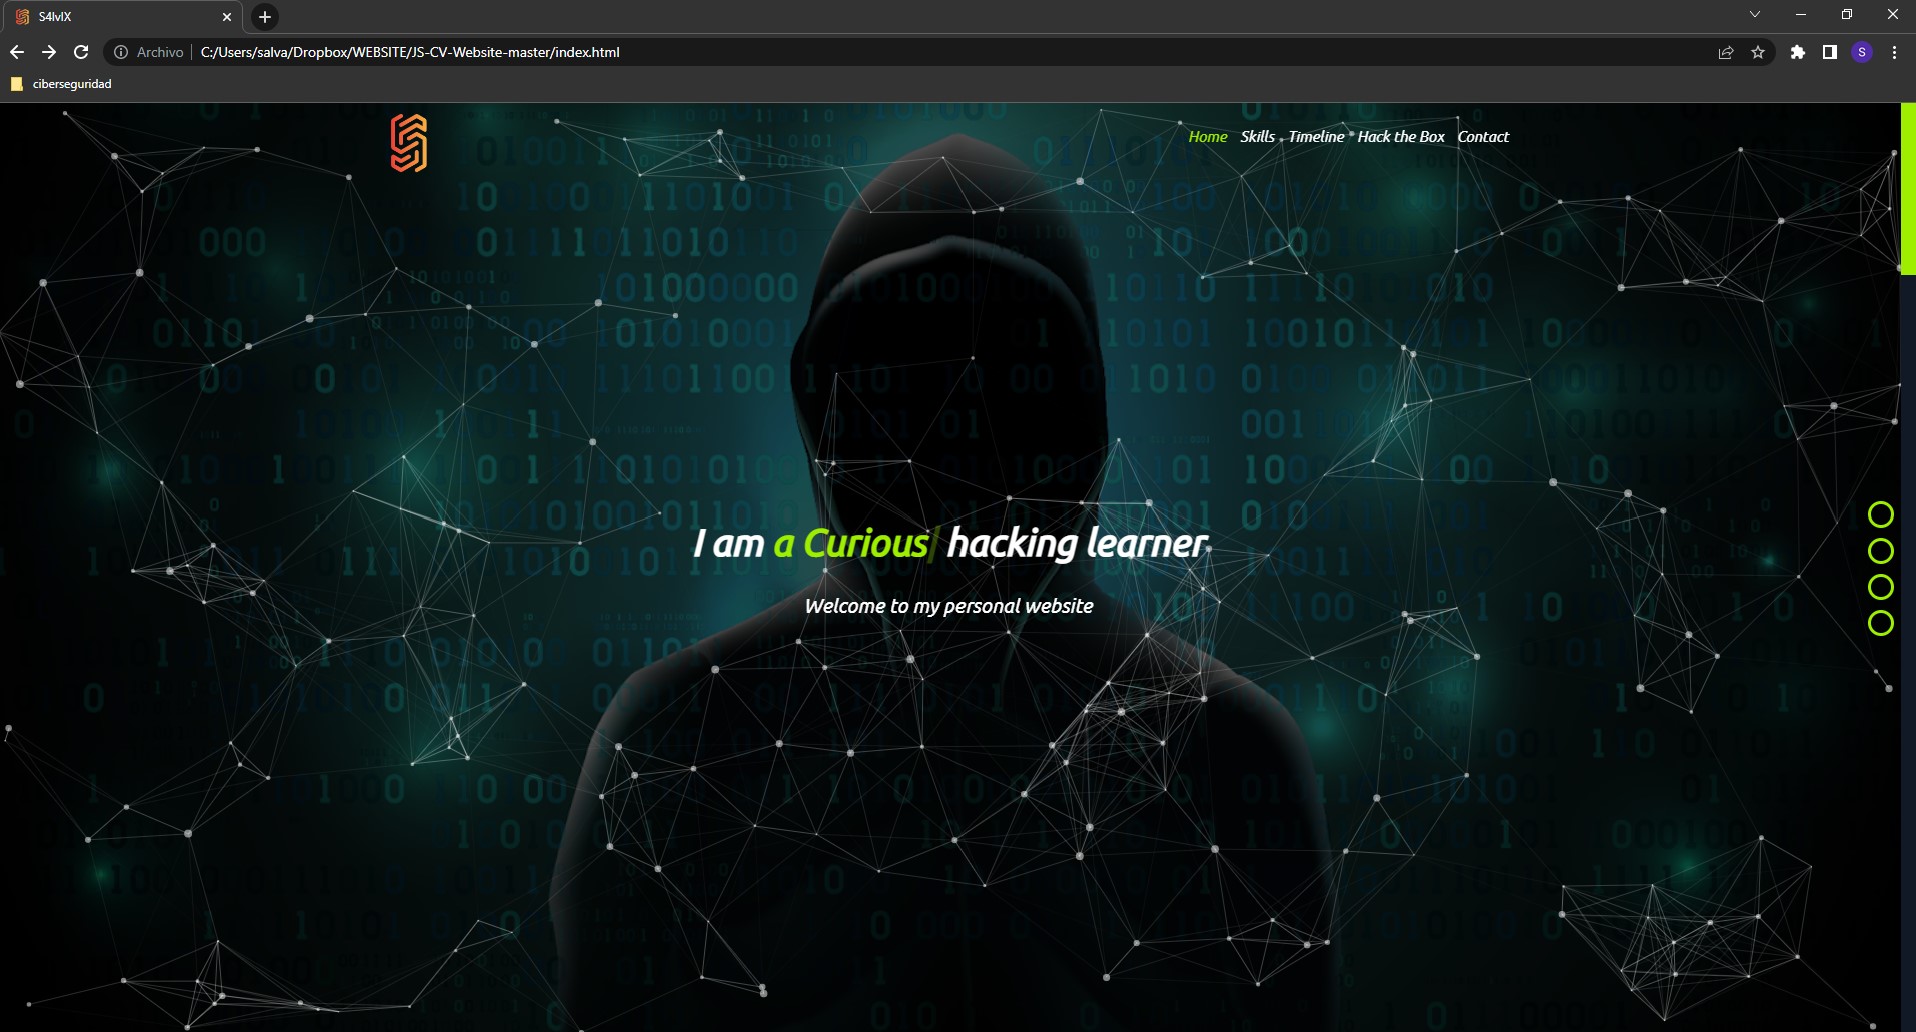 S4lvlX
Archivo C:/Users/salva/Dropbox/WEBSITE/JS-CV-Website-master/index.html
S
ciberseguridad
Home Skills Timeline Hack the Box Contact
I am a Curious| hacking learner
Welcome to my personal website